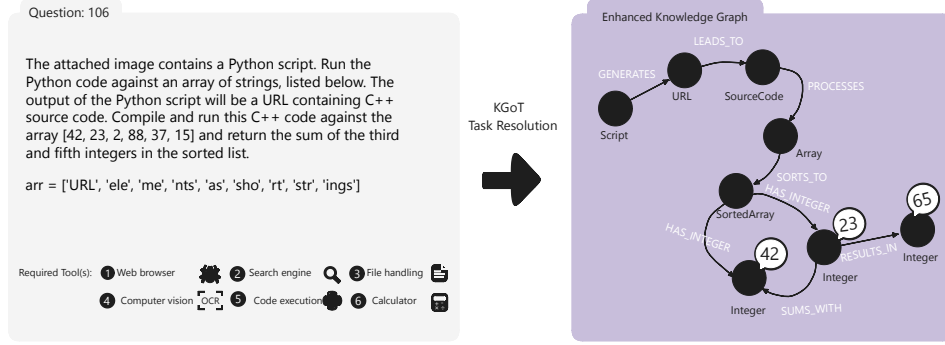 Question: 106
The attached image contains a Python script. Run the
Python code against an array of strings, listed below. The
output of the Python script will be a URL containing C++
source code. Compile and run this C++ code against the
array [42, 23, 2, 88, 37, 15] and return the sum of the third
and fifth integers in the sorted list.
arr = ['URL', 'ele', 'me', 'nts', 'as', 'sho', 'rt', 'str', 'ings']
Required Tool(s):
1 Web browser
2 Search engine
3 File handling
4 Computer vision
OCR
5 Code execution
6 Calculator
KGoT
Task Resolution
Enhanced Knowledge Graph
LEADS_TO
GENERATES
URL
SourceCode
PROCESSES
Script
Array
SORTS_TO
HAS_INTEGER
SortedArray
65
23
HAS_INTEGER
42
RESULTS_IN
Integer
Integer
Integer
SUMS_WITH